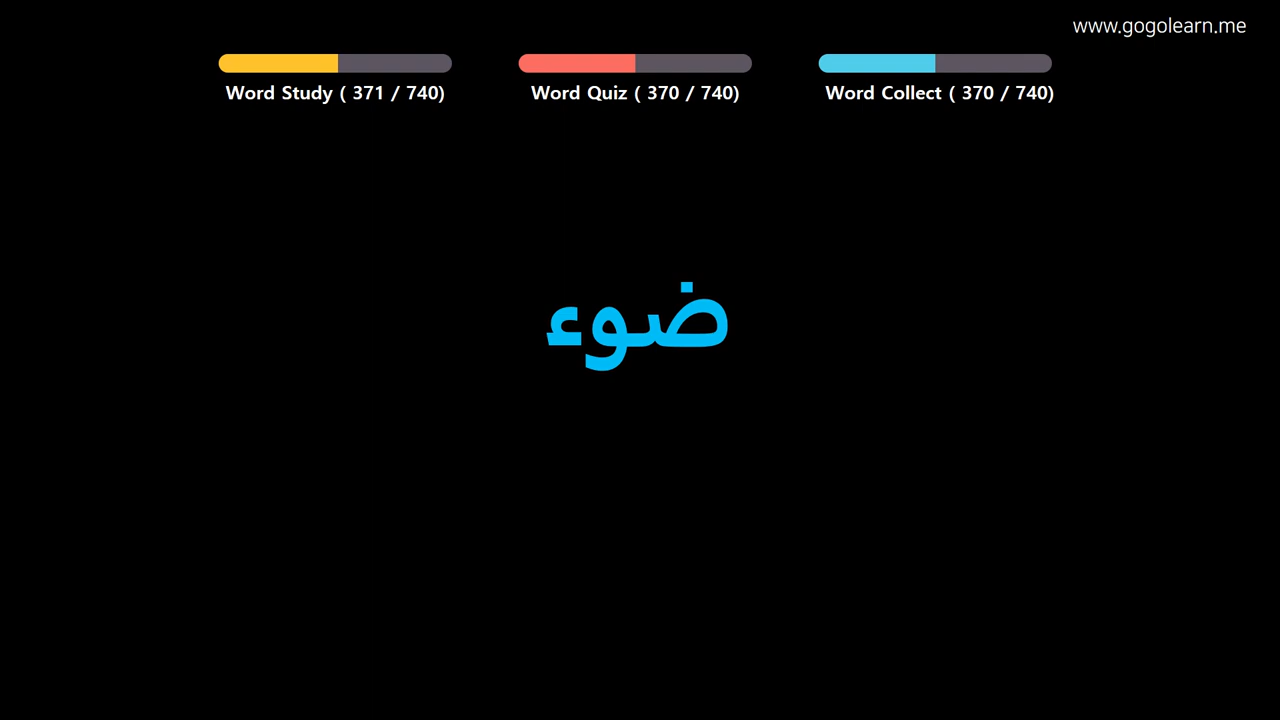 www.gogolearn.me
Word Study ( 371 / 740)
Word Quiz ( 370 / 740)
Word Collect ( 370 / 740)
ضوء